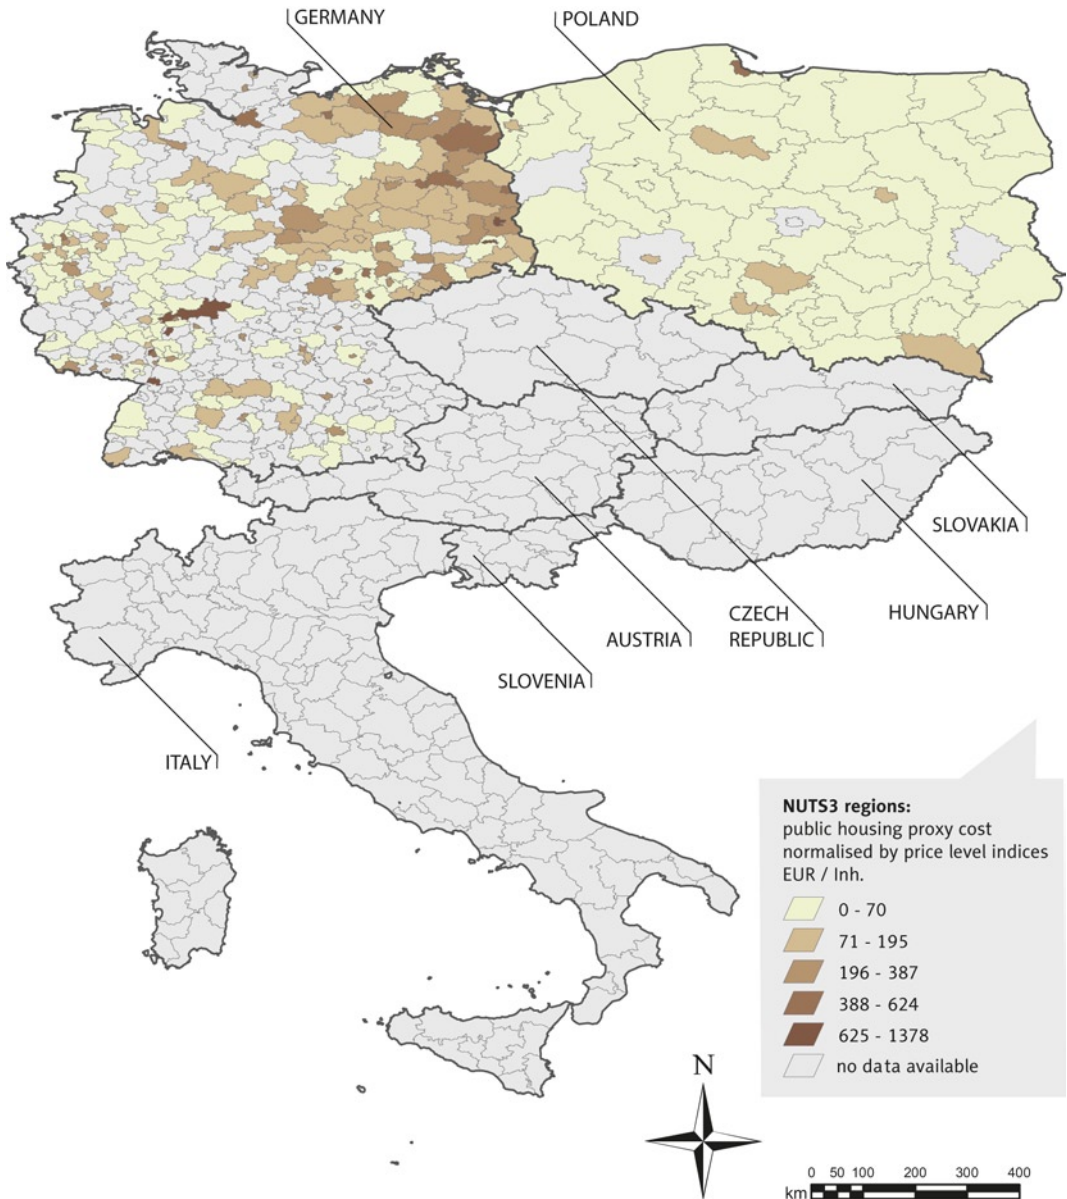 GERMANY
POLAND
SLOVAKIA
HUNGARY
CZECH
REPUBLIC
AUSTRIA
SLOVENIA
ITALY
NUTS3 regions:
public housing proxy cost
normalised by price level indices
EUR / Inh.
0 - 70
71 - 195
196 - 387
388 - 624
625 - 1378
no data available
N
0 50 100 200 300 400
km